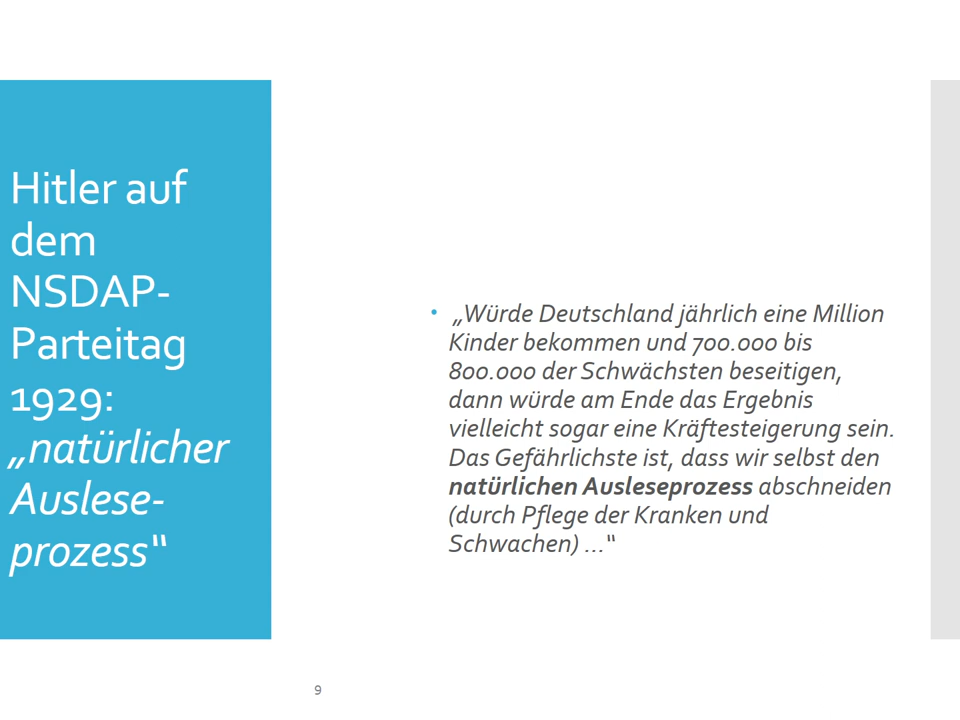 Hitler auf
dem
NSDAP-
Parteitag
1929:
„natürlicher
Auslese-
prozess“
• „Würde Deutschland jährlich eine Million
Kinder bekommen und 700.000 bis
800.000 der Schwächsten beseitigen,
dann würde am Ende das Ergebnis
vielleicht sogar eine Kräftesteigerung sein.
Das Gefährlichste ist, dass wir selbst den
natürlichen Ausleseprozess abschneiden
(durch Pflege der Kranken und
Schwachen) …“
9